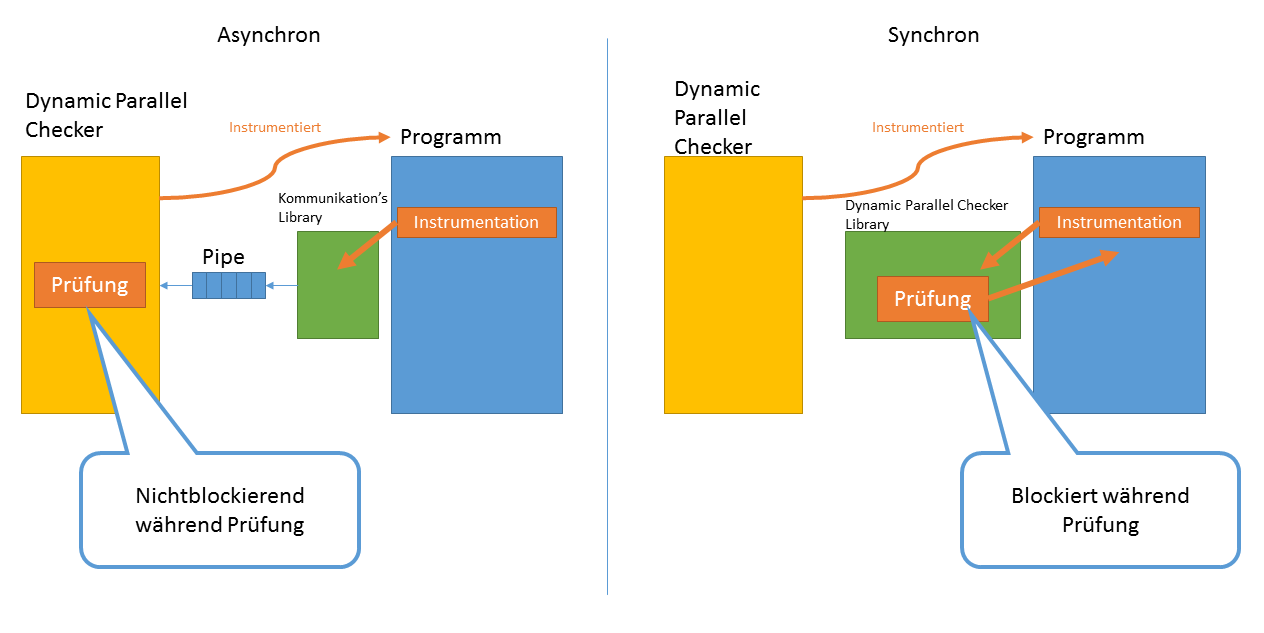 Asynchron
Dynamic Parallel
Checker
Instrumentiert
Programm
Kommunikation's
Library
Instrumentation
Pipe
Prüfung
Nichtblockierend
während Prüfung
Synchron
Dynamic
Parallel
Checker
Instrumentiert
Programm
Dynamic Parallel Checker
Library
Instrumentation
Prüfung
Blockiert während
Prüfung